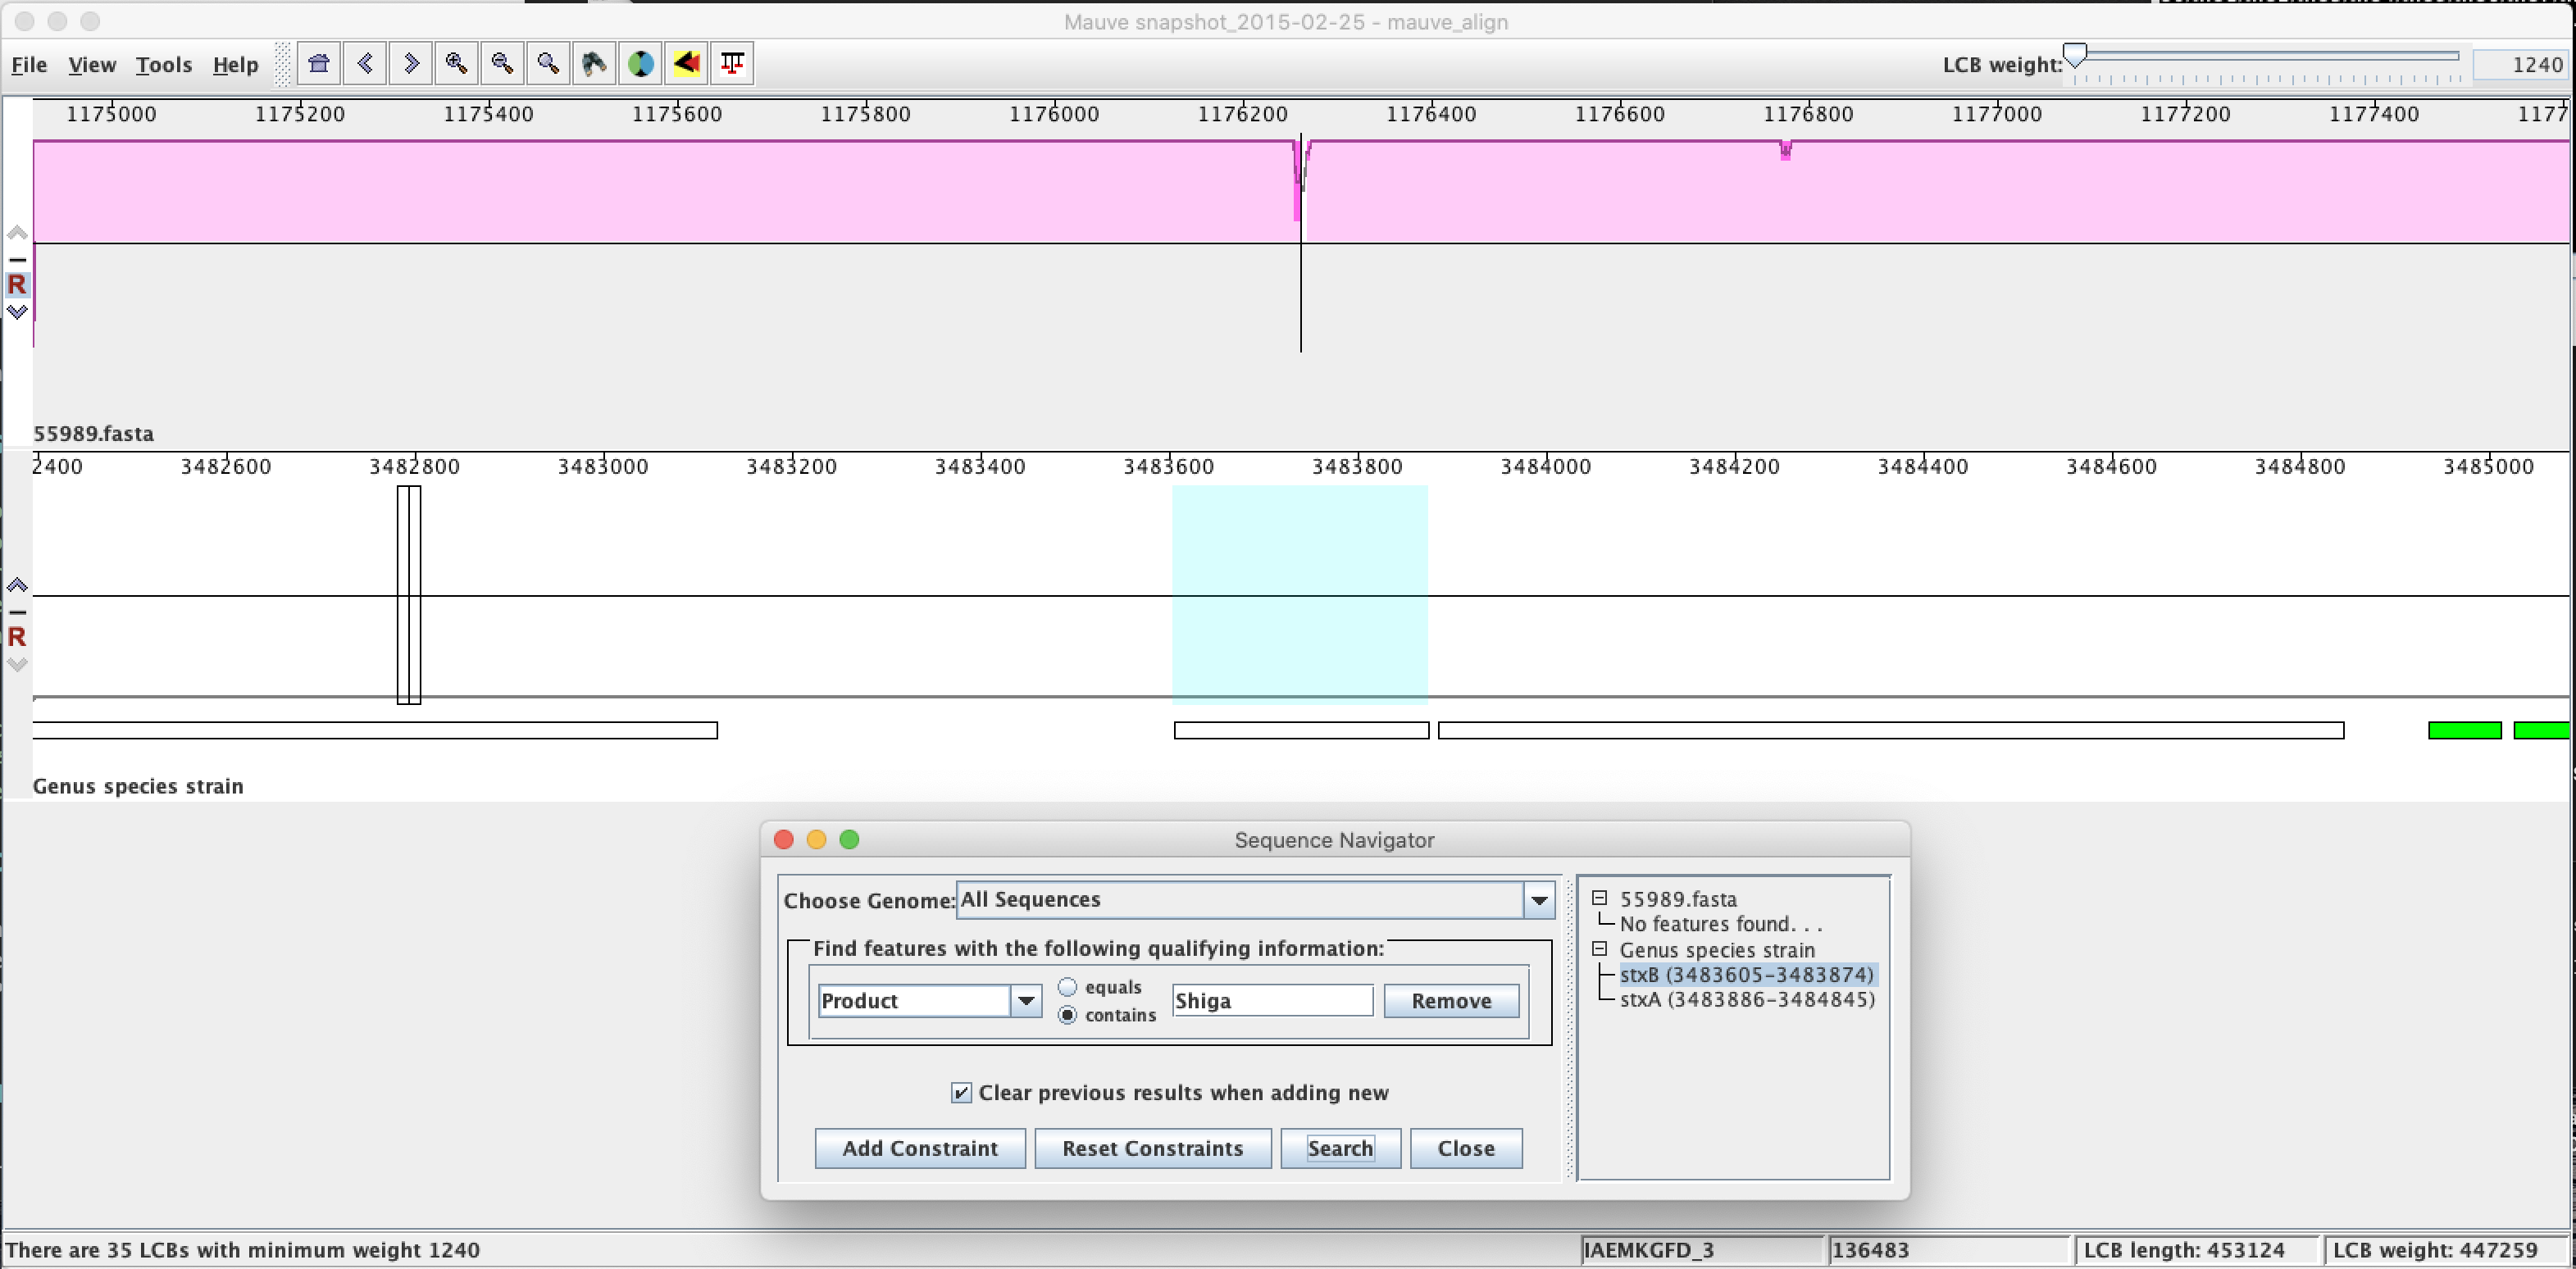 Mauve snapshot_2015-02-25 - mauve_align
File View Tools Help LCB weight: 1240
1175000 1175200 1175400 1175600 1175800 1176000 1176200 1176400 1176600 1176800 1177000 1177200 1177400 1177
R
55989.fasta
2400 3482600 3482800 3483000 3483200 3483400 3483600 3483800 3484000 3484200 3484400 3484600 3484800 3485000
R
Genus species strain
Sequence Navigator
Choose Genome: All Sequences
Find features with the following qualifying information:
Product equals contains Shiga Remove
Clear previous results when adding new
Add Constraint Reset Constraints Search Close
55989.fasta
No features found. . .
Genus species strain
stxB (3483605-3483874)
stxA (3483886-3484845)
There are 35 LCBs with minimum weight 1240 IAEMKGFD_3 136483 LCB length: 453124 LCB weight: 447259